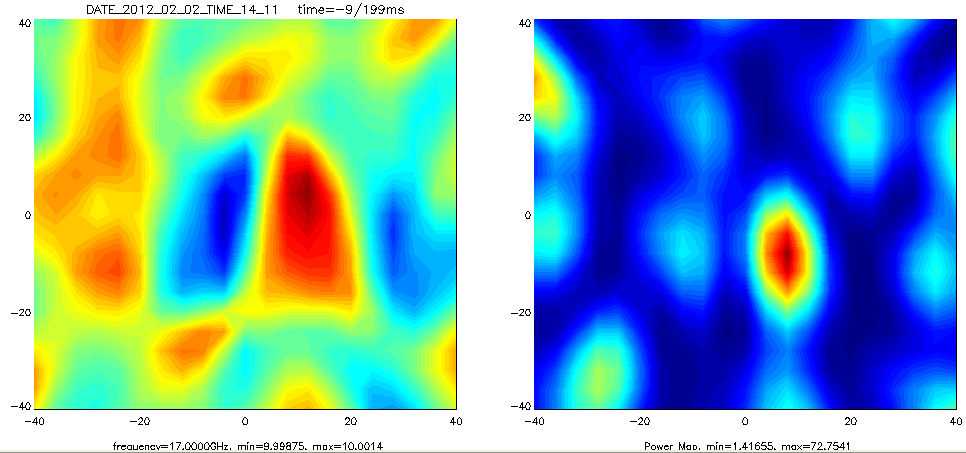 DATE_2012_02_02_TIME_14_11 time=-9/199ms
40
20
0
-20
-40
-40 -20 0 20 40
frequency=17.0000GHz, min=9.99875, max=10.0014
40
20
0
-20
-40
-40 -20 0 20 40
Power Map, min=1.41655, max=72.7541